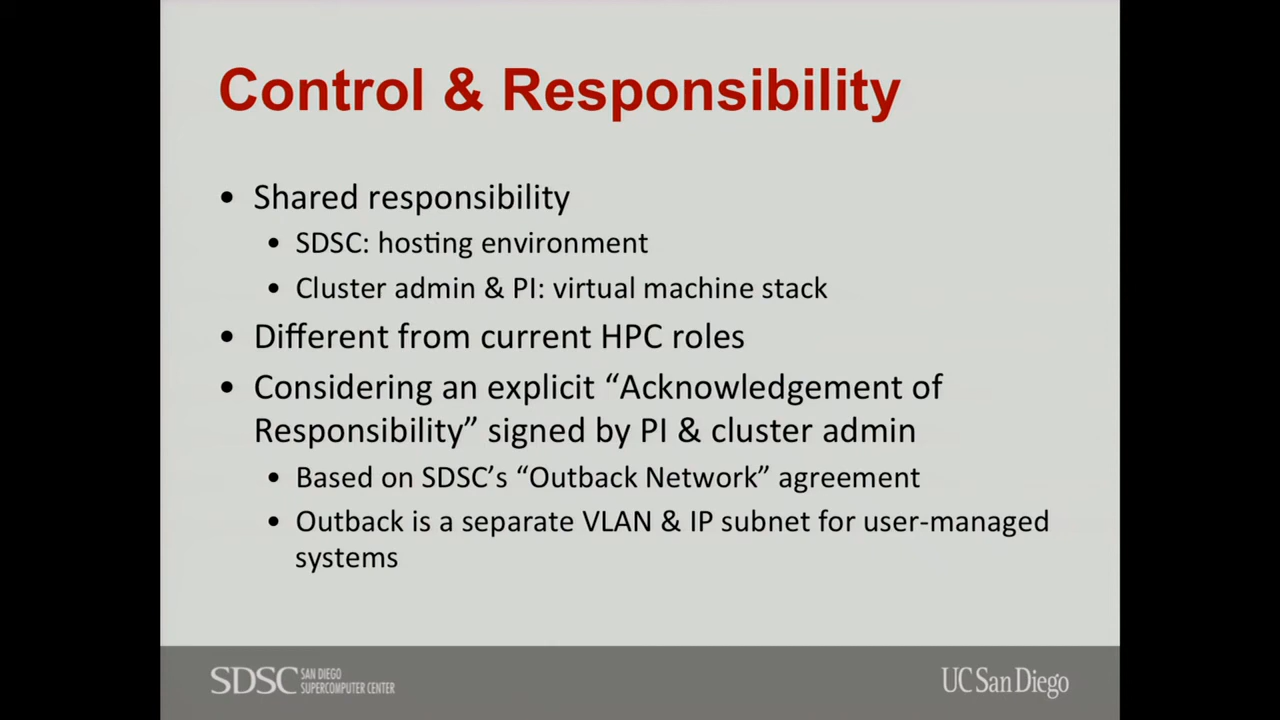 Control & Responsibility
• Shared responsibility
• SDSC: hosting environment
• Cluster admin & PI: virtual machine stack
• Different from current HPC roles
• Considering an explicit “Acknowledgement of
Responsibility” signed by PI & cluster admin
• Based on SDSC’s “Outback Network” agreement
• Outback is a separate VLAN & IP subnet for user-managed
systems
SDSC SAN DIEGO
SUPERCOMPUTER CENTER
UC San Diego